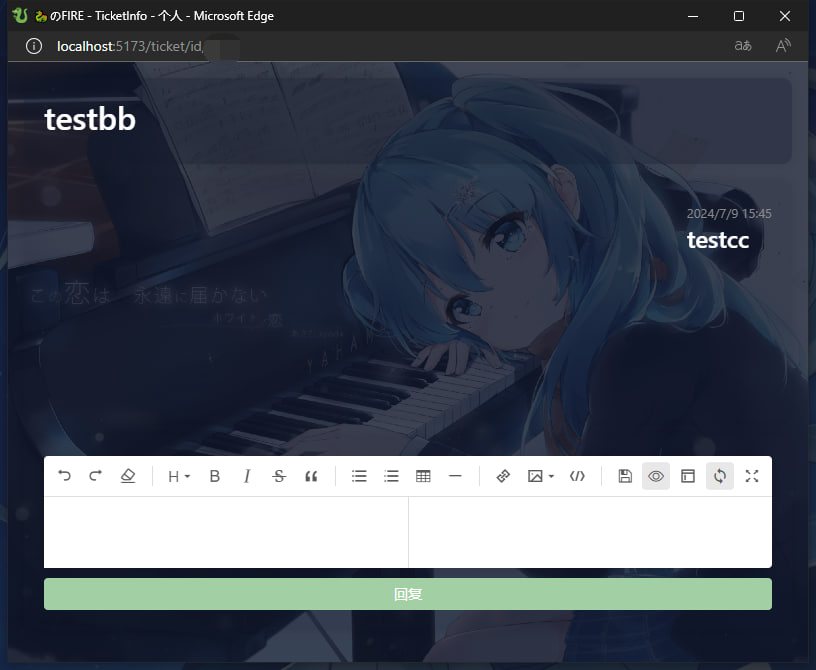 🐍のFIRE - TicketInfo - 个人 - Microsoft Edge
localhost:5173/ticket/id/
testbb
2024/7/9 15:45
testcc
この恋は 永遠に届かない
ホワイト
恋
YAHAM
H B I S
回复